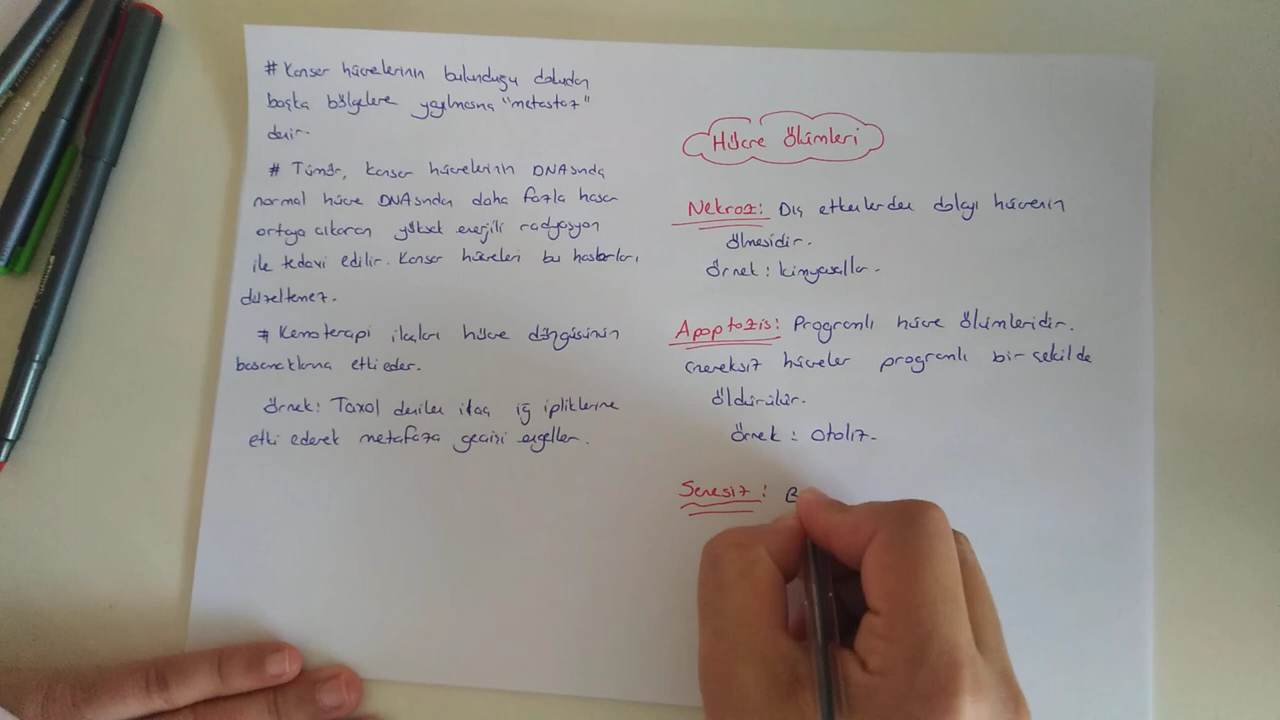 # Kanser hücrelerinin bulunduğu dokudan
başka bölgelere yayılmasına "metastaz"
denir.
# Tümör, kanser hücrelerinin DNAsında
normal hücre DNAsından daha fazla hasar
ortaya çıkaran yüksek enerjili radyasyon
ile tedavi edilir. Kanser hücreleri bu hasarları
düzeltemez.
# Kemoterapi ilaçları hücre döngüsünün
basamaklarına etki eder.
Örnek: Taxol denilen ilaç iğ ipliklerine
etki ederek metafaza geçişi engeller.
Hücre Ölümleri
Nekroz: Dış etkenlerden dolayı hücrenin
ölmesidir.
Örnek: kimyasallar.
Apoptozis: Programlı hücre ölümleridir.
Gereksiz hücreler programlı bir şekilde
öldürülür.
Örnek: Otoliz.
Senesiz: B